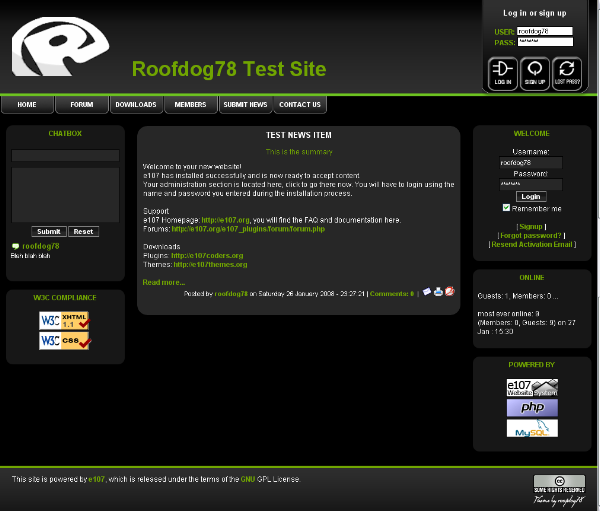 Log in or sign up
USER: roofdog78
PASS: ********
LOG IN
SIGN UP
LOST PASS?
Roofdog78 Test Site
HOME
FORUM
DOWNLOADS
MEMBERS
SUBMIT NEWS
CONTACT US
CHATBOX
Submit Reset
roofdog78
Blah blah blah
W3C COMPLIANCE
W3C XHTML 1.1
W3C CSS
TEST NEWS ITEM
This is the summary
Welcome to your new website!
e107 has installed successfully and is now ready to accept content.
Your administration section is located here, click to go there now. You will have to login using the
name and password you entered during the installation process.
Support
e107 Homepage: http://e107.org, you will find the FAQ and documentation here.
Forums: http://e107.org/e107_plugins/forum/forum.php
Downloads
Plugins: http://e107coders.org
Themes: http://e107themes.org
Read more...
Posted by roofdog78 on Saturday 26 January 2008 - 23:27:21 | Comments: 0 |
WELCOME
Username:
roofdog78
Password:
********
Login
Remember me
[ Signup ]
[ Forgot password? ]
[ Resend Activation Email ]
ONLINE
Guests: 1, Members: 0 ...
most ever online: 9
(Members: 0, Guests: 9) on 27
Jan : 15:30
POWERED BY
e107
Website System
php
MySQL
This site is powered by e107, which is released under the terms of the GNU GPL License.
cc
SOME RIGHTS RESERVED
Theme by roofdog78